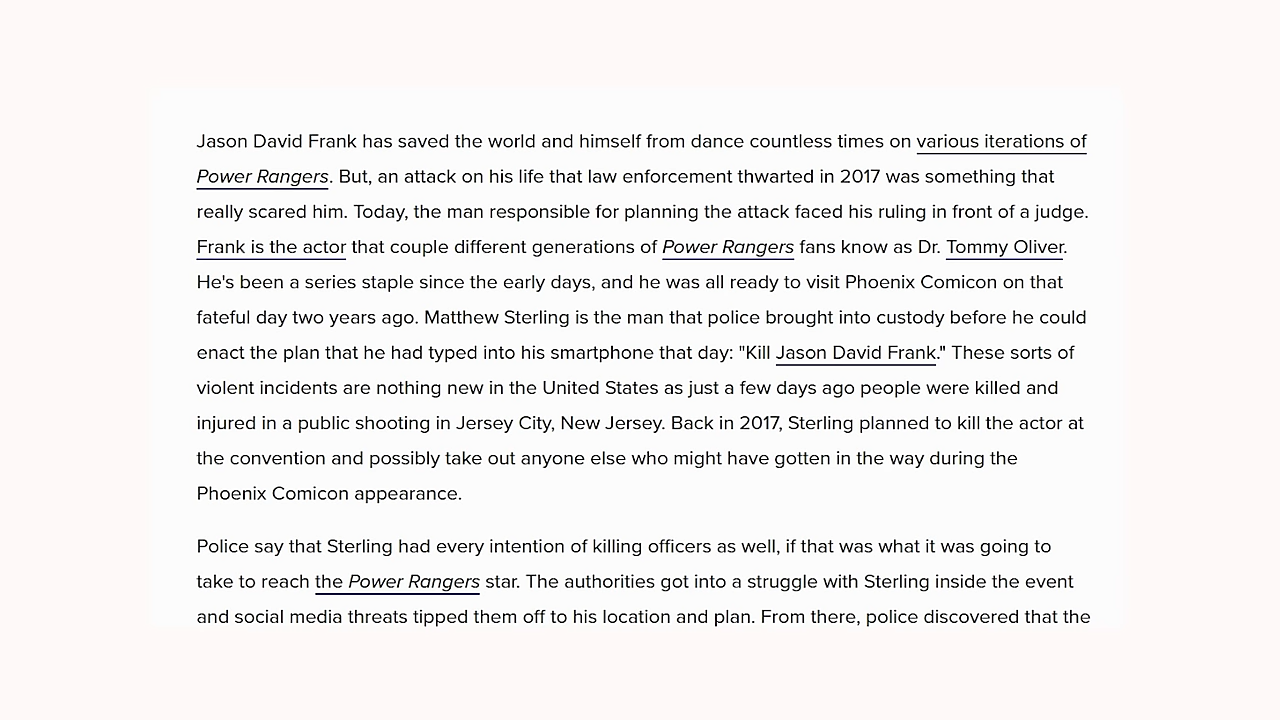 Jason David Frank has saved the world and himself from dance countless times on various iterations of
Power Rangers. But, an attack on his life that law enforcement thwarted in 2017 was something that
really scared him. Today, the man responsible for planning the attack faced his ruling in front of a judge.
Frank is the actor that couple different generations of Power Rangers fans know as Dr. Tommy Oliver.
He's been a series staple since the early days, and he was all ready to visit Phoenix Comicon on that
fateful day two years ago. Matthew Sterling is the man that police brought into custody before he could
enact the plan that he had typed into his smartphone that day: "Kill Jason David Frank." These sorts of
violent incidents are nothing new in the United States as just a few days ago people were killed and
injured in a public shooting in Jersey City, New Jersey. Back in 2017, Sterling planned to kill the actor at
the convention and possibly take out anyone else who might have gotten in the way during the
Phoenix Comicon appearance.
Police say that Sterling had every intention of killing officers as well, if that was what it was going to
take to reach the Power Rangers star. The authorities got into a struggle with Sterling inside the event
and social media threats tipped them off to his location and plan. From there, police discovered that the